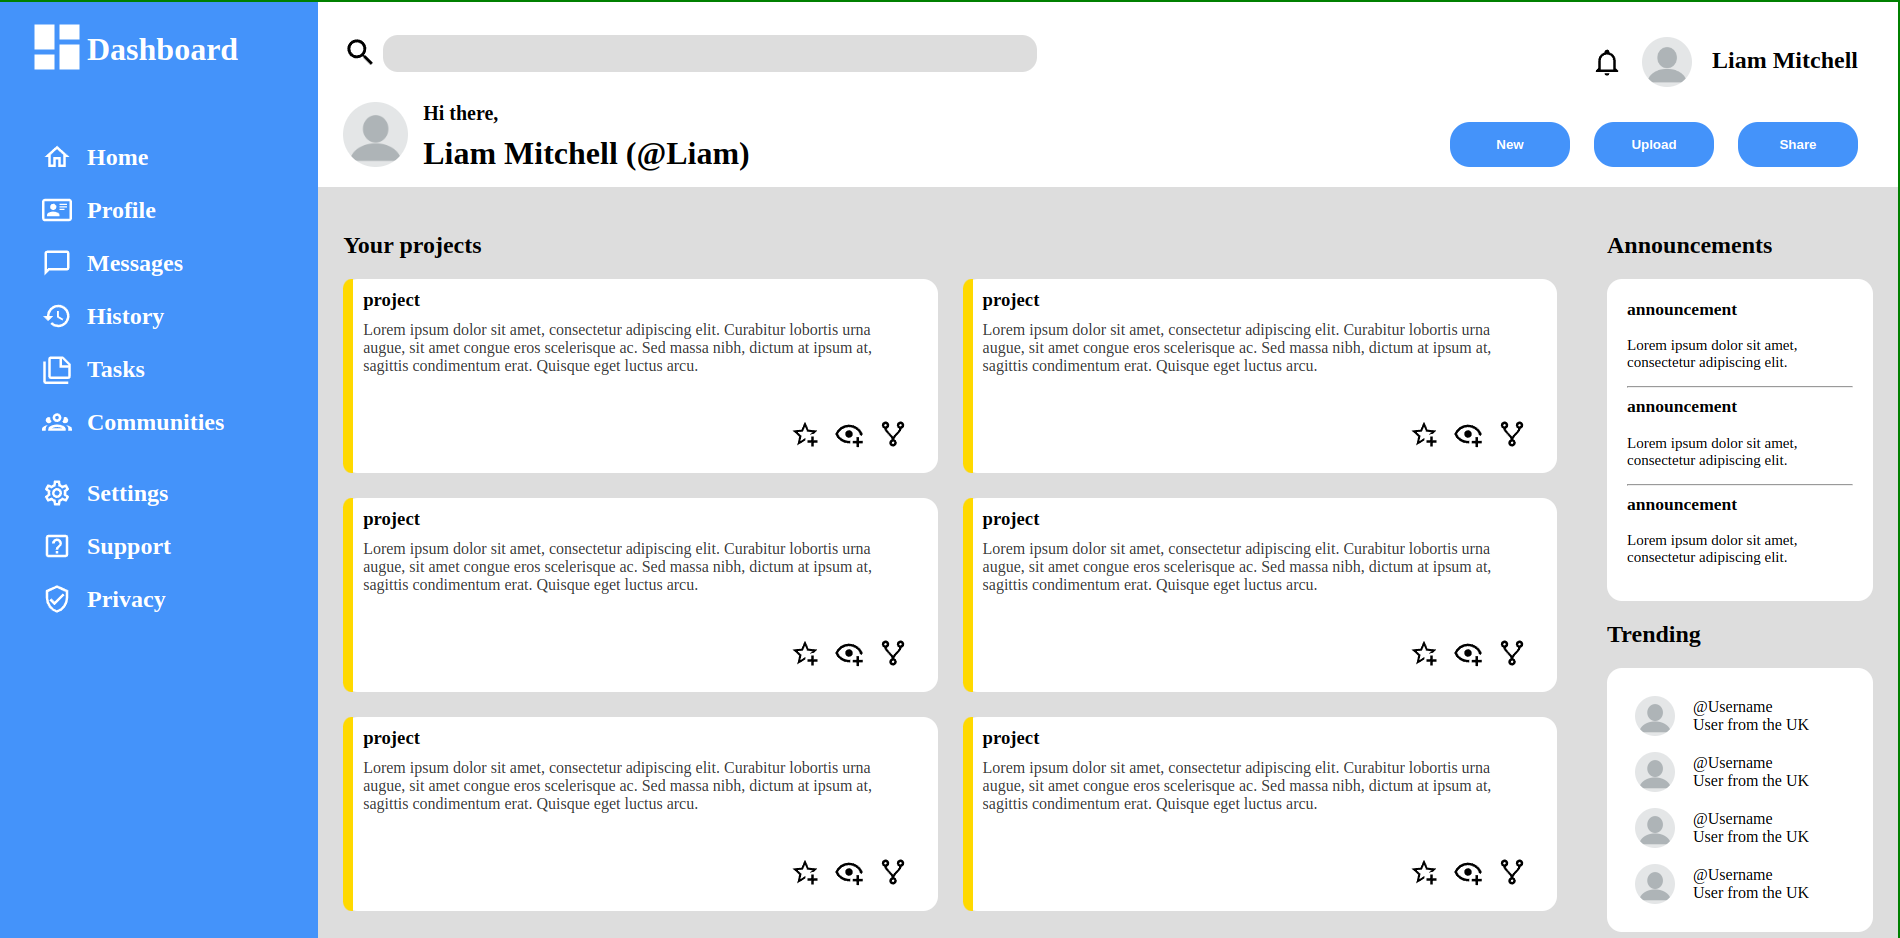 Dashboard
Home
Profile
Messages
History
Tasks
Communities
Settings
Support
Privacy
Liam Mitchell
Hi there,
Liam Mitchell (@Liam)
New
Upload
Share
Your projects
project
Lorem ipsum dolor sit amet, consectetur adipiscing elit. Curabitur lobortis urna
augue, sit amet congue eros scelerisque ac. Sed massa nibh, dictum at ipsum at,
sagittis condimentum erat. Quisque eget luctus arcu.
project
Lorem ipsum dolor sit amet, consectetur adipiscing elit. Curabitur lobortis urna
augue, sit amet congue eros scelerisque ac. Sed massa nibh, dictum at ipsum at,
sagittis condimentum erat. Quisque eget luctus arcu.
project
Lorem ipsum dolor sit amet, consectetur adipiscing elit. Curabitur lobortis urna
augue, sit amet congue eros scelerisque ac. Sed massa nibh, dictum at ipsum at,
sagittis condimentum erat. Quisque eget luctus arcu.
project
Lorem ipsum dolor sit amet, consectetur adipiscing elit. Curabitur lobortis urna
augue, sit amet congue eros scelerisque ac. Sed massa nibh, dictum at ipsum at,
sagittis condimentum erat. Quisque eget luctus arcu.
project
Lorem ipsum dolor sit amet, consectetur adipiscing elit. Curabitur lobortis urna
augue, sit amet congue eros scelerisque ac. Sed massa nibh, dictum at ipsum at,
sagittis condimentum erat. Quisque eget luctus arcu.
project
Lorem ipsum dolor sit amet, consectetur adipiscing elit. Curabitur lobortis urna
augue, sit amet congue eros scelerisque ac. Sed massa nibh, dictum at ipsum at,
sagittis condimentum erat. Quisque eget luctus arcu.
Announcements
announcement
Lorem ipsum dolor sit amet,
consectetur adipiscing elit.
announcement
Lorem ipsum dolor sit amet,
consectetur adipiscing elit.
announcement
Lorem ipsum dolor sit amet,
consectetur adipiscing elit.
Trending
@Username
User from the UK
@Username
User from the UK
@Username
User from the UK
@Username
User from the UK